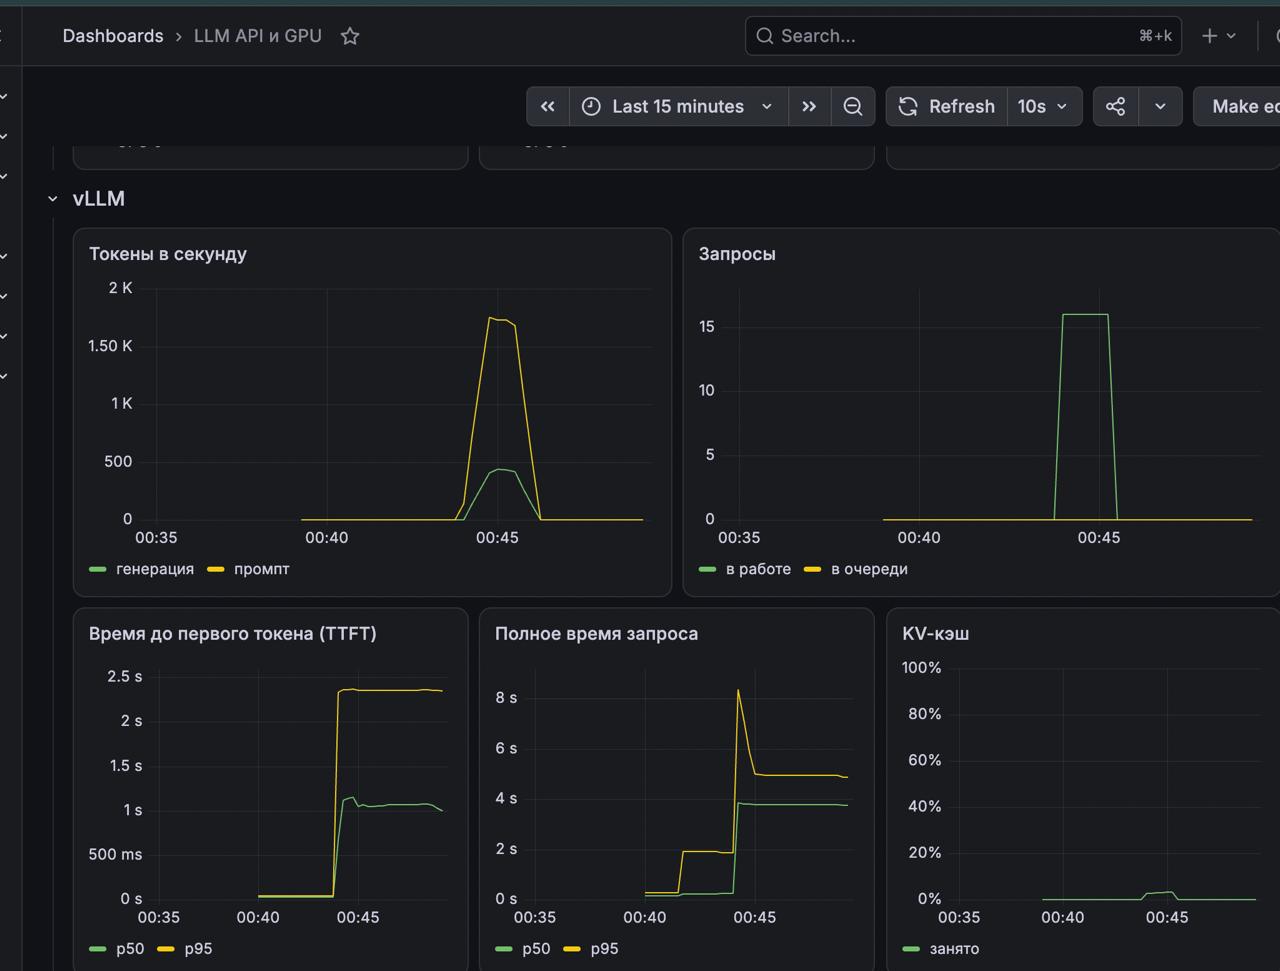 Dashboards › LLM API и GPU
Search... ⌘+k
Last 15 minutes Refresh 10s Make
vLLM
Токены в секунду
2 K
1.50 K
1 K
500
0
00:35 00:40 00:45
генерация промпт
Запросы
15
10
5
0
00:35 00:40 00:45
в работе в очереди
Время до первого токена (TTFT)
2.5 s
2 s
1.5 s
1 s
500 ms
0 s
00:35 00:40 00:45
p50 p95
Полное время запроса
8 s
6 s
4 s
2 s
0 s
00:35 00:40 00:45
p50 p95
KV-кэш
100%
80%
60%
40%
20%
0%
00:35 00:40 00:45
занято